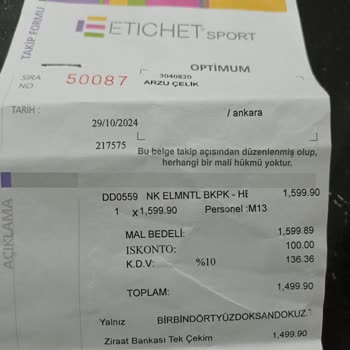 ETICHET SPORT
TAKİP FORMU
OPTİMUM
SIRA NO 50087
3040820
ARZU ÇELİK
TARİH :
/ ankara
29/10/2024
217575
Bu belge takip açısından düzenlenmiş olup,
herhangi bir mali hükmü yoktur.
AÇIKLAMA
DD0559 NK ELMNTL BKPK - HE 1,599.90
1 x1,599.90 Personel :M13
MAL BEDELİ: 1,599.89
ISKONTO: 100.00
K.D.V: %10 136.36
TOPLAM: 1,499.90
Yalnız BİRBİNDÖRTYÜZDOKSANDOKUZ
Ziraat Bankası Tek Çekim 1,499.90